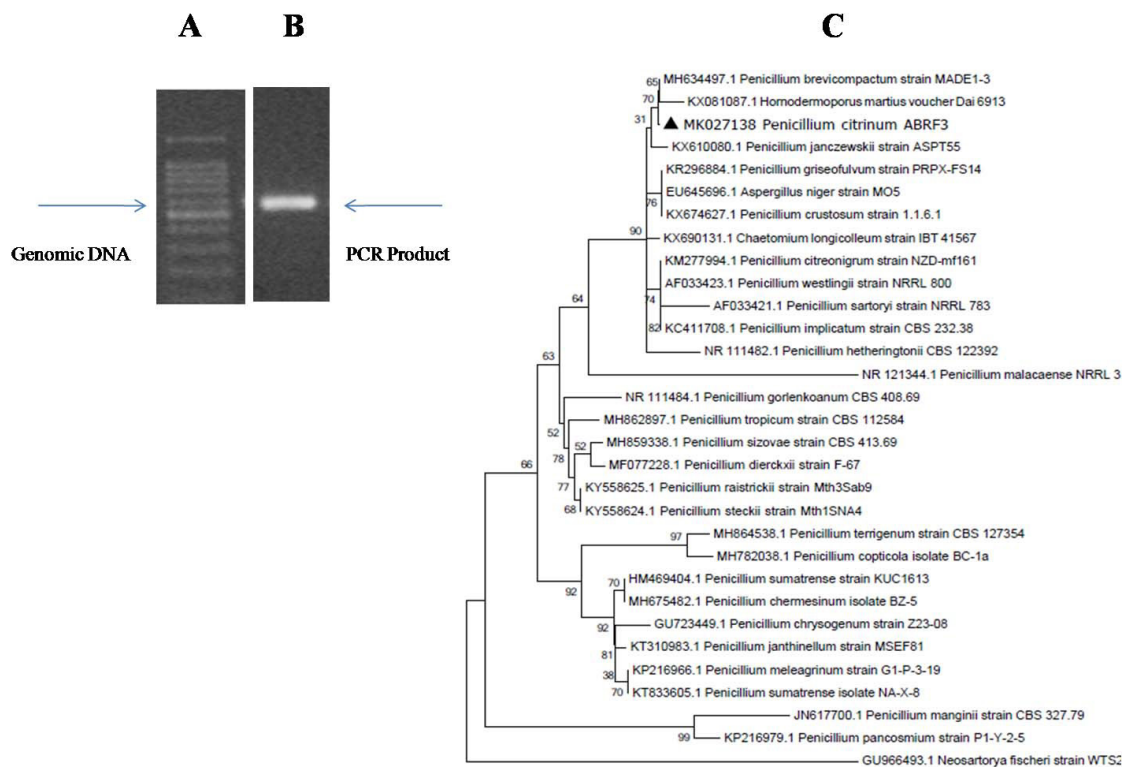 A
B
C
Genomic DNA
PCR Product
65
MH634497.1 Penicillium brevicompactum strain MADE1-3
70
KX081087.1 Hornodermoporus martius voucher Dai 6913
31
MK027138 Penicillium citrinum ABRF3
KX610080.1 Penicillium janczewskii strain ASPT55
KR296884.1 Penicillium griseofulvum strain PRPX-FS14
EU645696.1 Aspergillus niger strain MO5
76
KX674627.1 Penicillium crustosum strain 1.1.6.1
90
KX690131.1 Chaetomium longicolleum strain IBT 41567
KM277994.1 Penicillium citreonigrum strain NZD-mf161
AF033423.1 Penicillium westlingii strain NRRL 800
74
AF033421.1 Penicillium sartoryi strain NRRL 783
64
82
KC411708.1 Penicillium implicatum strain CBS 232.38
NR 111482.1 Penicillium hetheringtonii CBS 122392
63
NR 121344.1 Penicillium malacaense NRRL 3
NR 111484.1 Penicillium gorlenkoanum CBS 408.69
MH862897.1 Penicillium tropicum strain CBS 112584
52
52
MH859338.1 Penicillium sizovae strain CBS 413.69
78
66
MF077228.1 Penicillium dierckxii strain F-67
77
KY558625.1 Penicillium raistrickii strain Mth3Sab9
68
KY558624.1 Penicillium steckii strain Mth1SNA4
97
MH864538.1 Penicillium terrigenum strain CBS 127354
MH782038.1 Penicillium copticola isolate BC-1a
92
70
HM469404.1 Penicillium sumatrense strain KUC1613
MH675482.1 Penicillium chermesinum isolate BZ-5
92
GU723449.1 Penicillium chrysogenum strain Z23-08
81
KT310983.1 Penicillium janthinellum strain MSEF81
38
KP216966.1 Penicillium meleagrinum strain G1-P-3-19
70
KT833605.1 Penicillium sumatrense isolate NA-X-8
JN617700.1 Penicillium manginii strain CBS 327.79
99
KP216979.1 Penicillium pancosmium strain P1-Y-2-5
GU966493.1 Neosartorya fischeri strain WTS2